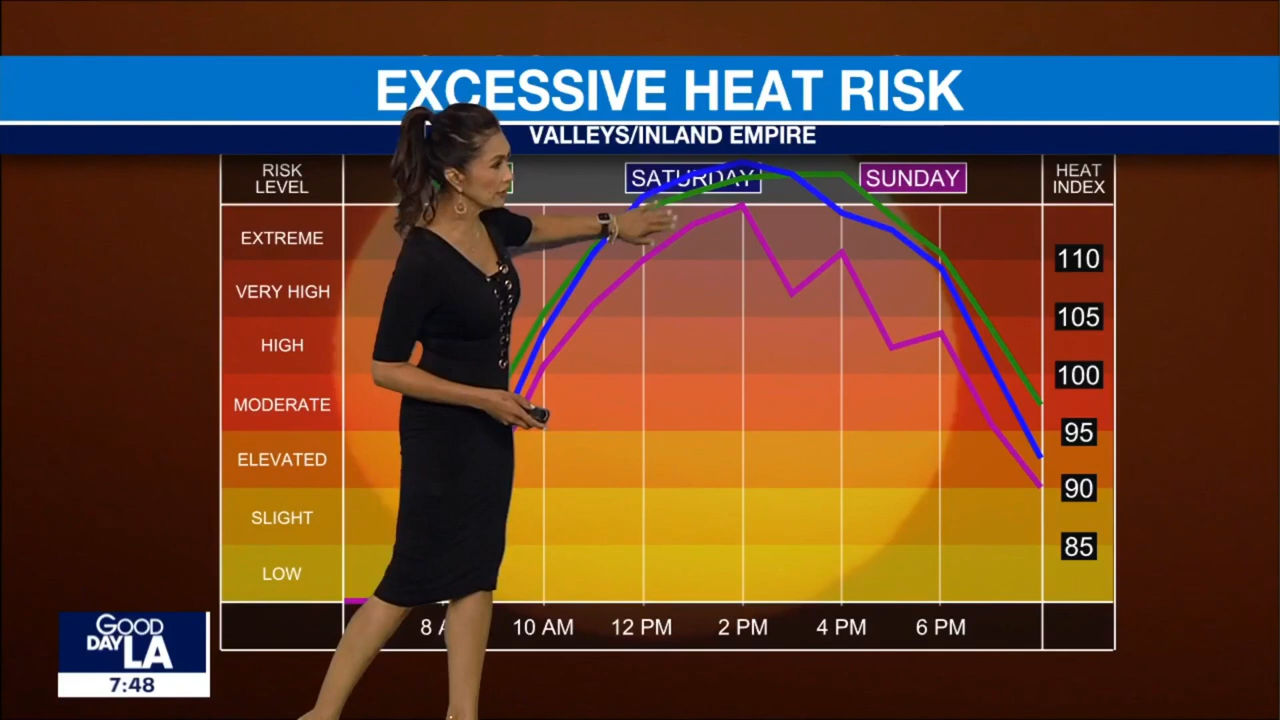 EXCESSIVE HEAT RISK
VALLEYS/INLAND EMPIRE
RISK
LEVEL
SATURDAY
SUNDAY
HEAT
INDEX
EXTREME
VERY HIGH
HIGH
MODERATE
ELEVATED
SLIGHT
LOW
110
105
100
95
90
85
8 A
10 AM
12 PM
2 PM
4 PM
6 PM
GOOD
DAY LA
7:48